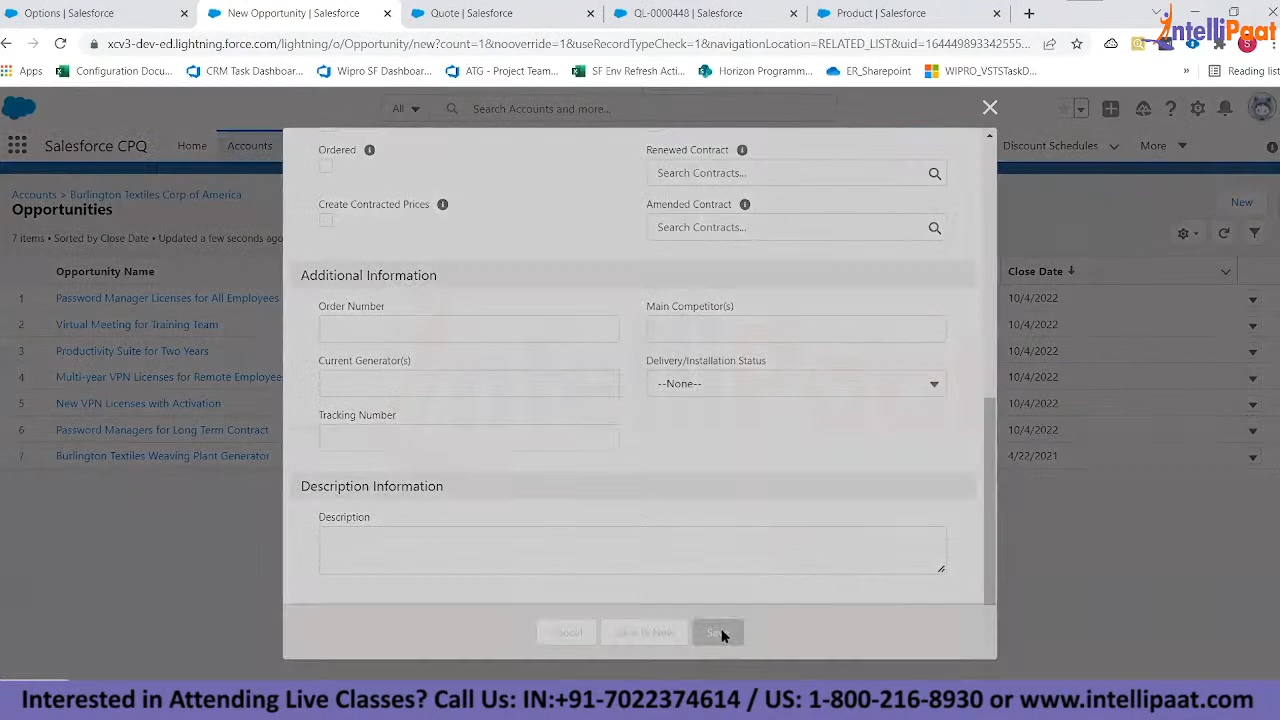 Options | Salesforce
New Opportunity | Salesforce
Quote | Salesforce
QL-0000448 | Salesforce
Product | Salesforce
IntelliPaat
Apps
Configuration Docu...
CRM Task Dashboard...
Wipro SF Dashboard...
ATG - Project Team...
SF Env Refresh Acti...
Horizon Programm...
ER_Sharepoint
WIPRO_VSTSTaskD...
Reading list
All
Search Accounts and more...
Salesforce CPQ
Home
Accounts
Discount Schedules
More
Accounts > Burlington Textiles Corp of America
Opportunities
New
7 items • Sorted by Close Date • Updated a few seconds ago
Opportunity Name
Close Date
1 Password Manager Licenses for All Employees 10/4/2022
2 Virtual Meeting for Training Team 10/4/2022
3 Productivity Suite for Two Years 10/4/2022
4 Multi-year VPN Licenses for Remote Employee 10/4/2022
5 New VPN Licenses with Activation 10/4/2022
6 Password Managers for Long Term Contract 10/4/2022
7 Burlington Textiles Weaving Plant Generator 4/22/2021
Ordered
Renewed Contract
Search Contracts...
Create Contracted Prices
Amended Contract
Search Contracts...
Additional Information
Order Number
Main Competitor(s)
Current Generator(s)
Delivery/Installation Status
--None--
Tracking Number
Description Information
Description
Cancel
Save & New
Interested in Attending Live Classes? Call Us: IN:+91-7022374614 / US: 1-800-216-8930 or www.intellipaat.com